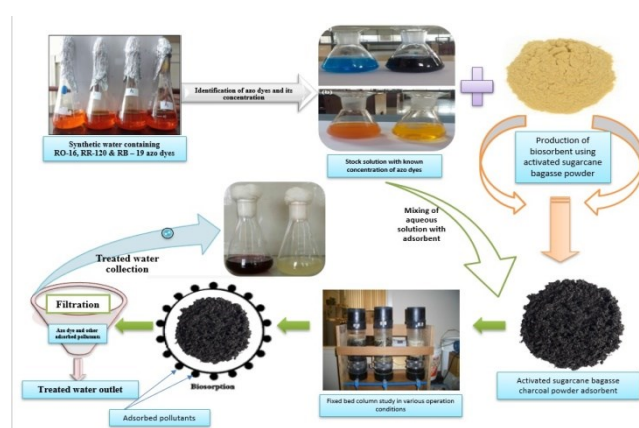 Identification of azo dyes and its
concentration
Synthetic water containing
RO-16, RR-120 & RB – 19 azo dyes
Stock solution with known
concentration of azo dyes
Production of
biosorbent using
activated sugarcane
bagasse powder
Mixing of
aqueous
solution with
adsorbent
Treated water
collection
Filtration
Azo dye and other
adsorbed pollutants
Treated water outlet
Biosorption
Adsorbed pollutants
Fixed bed column study in various operation
conditions
Activated sugarcane bagasse
charcoal powder adsorbent